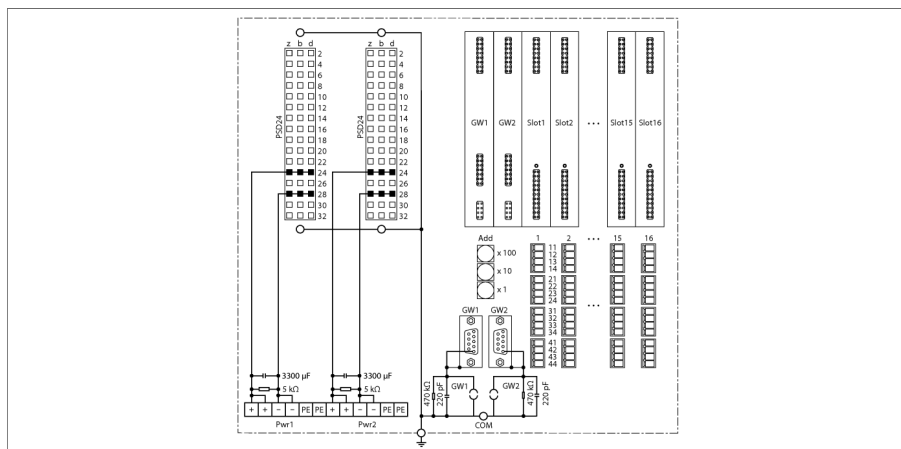 z b d z b d
2 2
4 4
6 6
8 8
10 10
12 12
14 14
16 16
18 18
20 20
22 22
24 24
26 26
28 28
30 30
32 32
PSD24 PSD24
GW1 GW2 Slot1 Slot2 ... Slot15 Slot16
Add 1 2 ... 15 16
x 100
x 10
x 1
11
12
13
14
21
22
23
24
...
31
32
33
34
41
42
43
44
GW1 GW2
3300 µF 3300 µF
5 kΩ 5 kΩ
470 kΩ
220 pF
GW1 GW2
470 kΩ
220 pF
+ + − − PE PE + + − − PE PE
Pwr1 Pwr2 COM